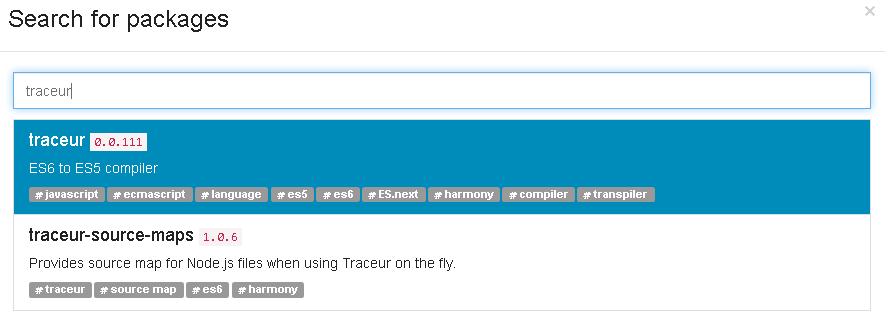 Search for packages ×
traceur
traceur 0.0.111
ES6 to ES5 compiler
# javascript # ecmascript # language # es5 # es6 # ES.next # harmony # compiler # transpiler
traceur-source-maps 1.0.6
Provides source map for Node.js files when using Traceur on the fly.
# traceur # source map # es6 # harmony